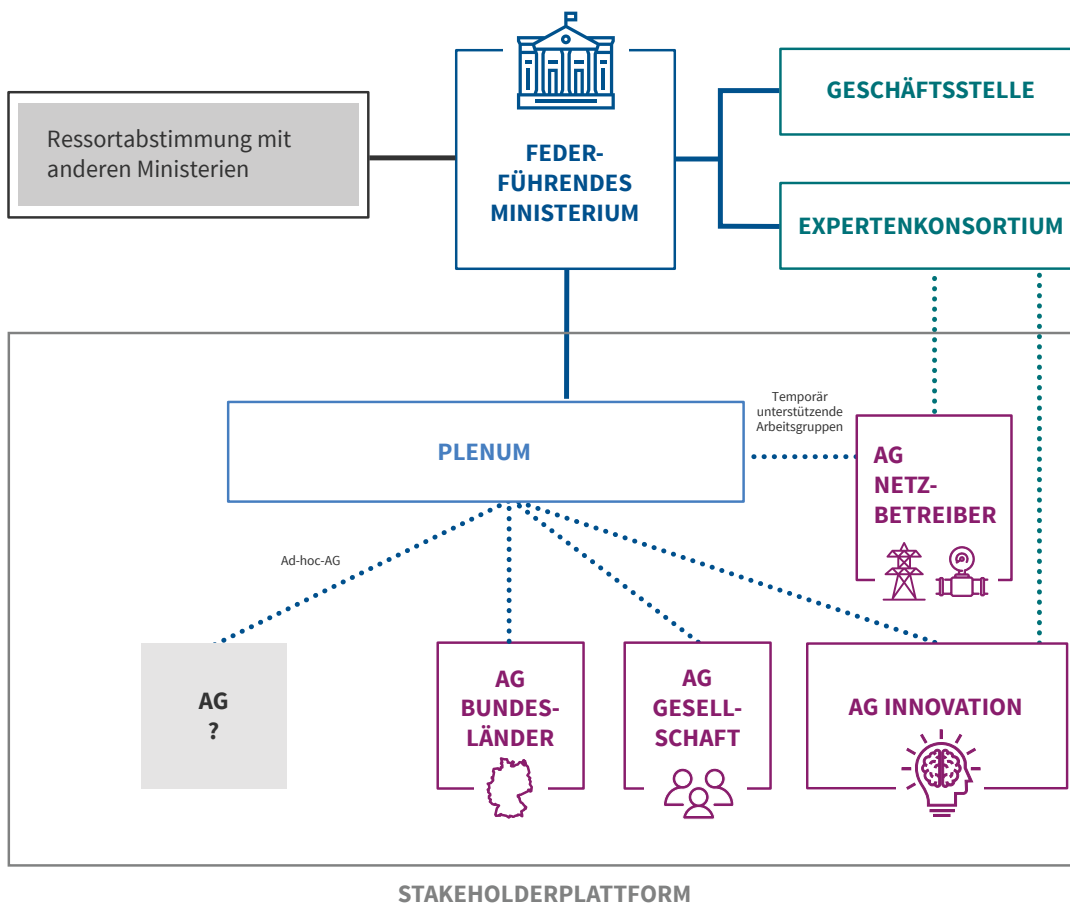 Ressortabstimmung mit
anderen Ministerien
FEDER-
FÜHRENDES
MINISTERIUM
GESCHÄFTSSTELLE
EXPERTENKONSORTIUM
PLENUM
Temporär
unterstützende
Arbeitsgruppen
AG
NETZ-
BETREIBER
Ad-hoc-AG
AG
?
AG
BUNDES-
LÄNDER
AG
GESELL-
SCHAFT
AG INNOVATION
STAKEHOLDERPLATTFORM